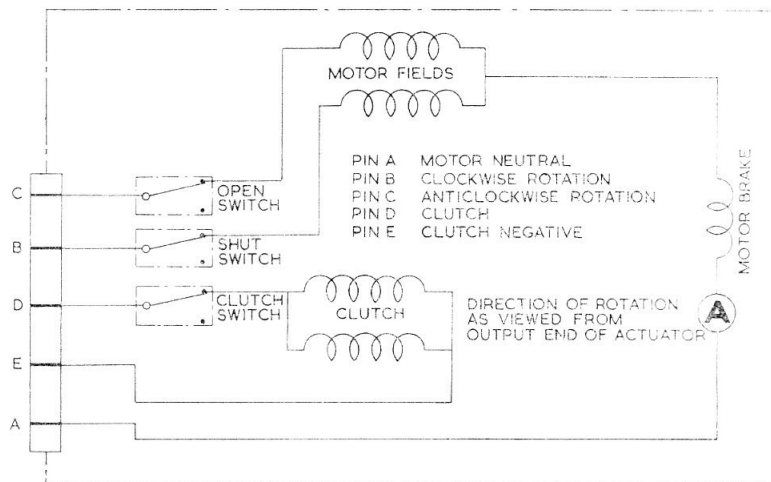 MOTOR FIELDS
PIN A MOTOR NEUTRAL
PIN B CLOCKWISE ROTATION
PIN C ANTICLOCKWISE ROTATION
PIN D CLUTCH
PIN E CLUTCH NEGATIVE
MOTOR BRAKE
C
OPEN
SWITCH
B
SHUT
SWITCH
D
CLUTCH
SWITCH
CLUTCH
DIRECTION OF ROTATION
AS VIEWED FROM
OUTPUT END OF ACTUATOR
A
E
A